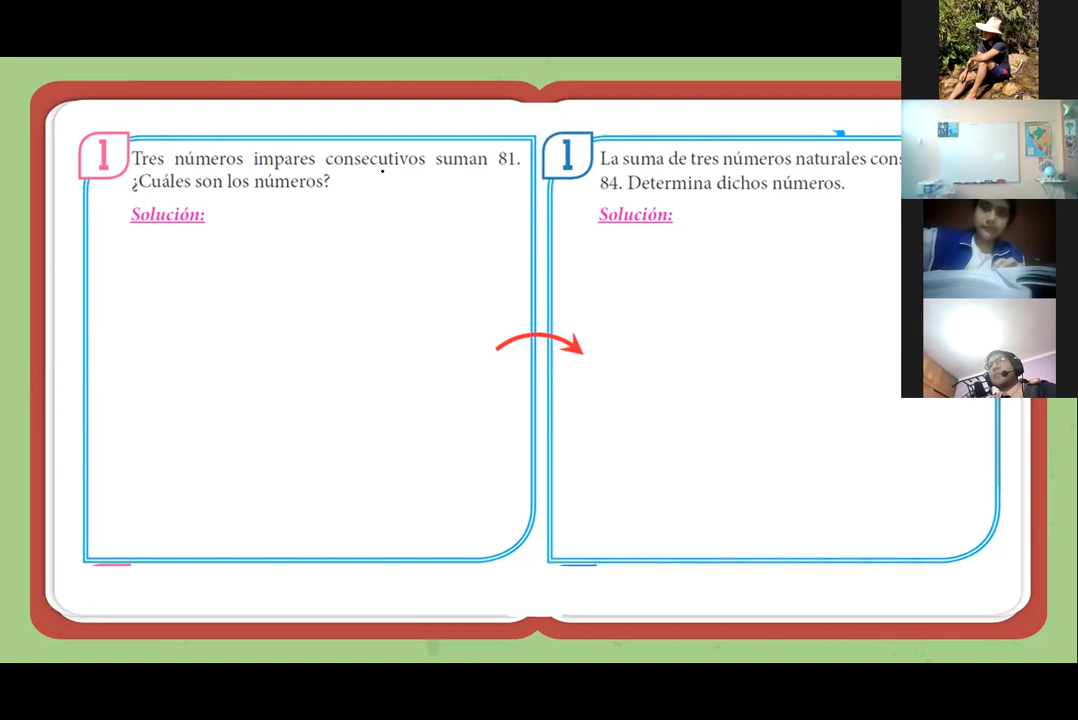 1
Tres números impares consecutivos suman 81.
¿Cuáles son los números?
Solución:
1
La suma de tres números naturales
84. Determina dichos números.
Solución: